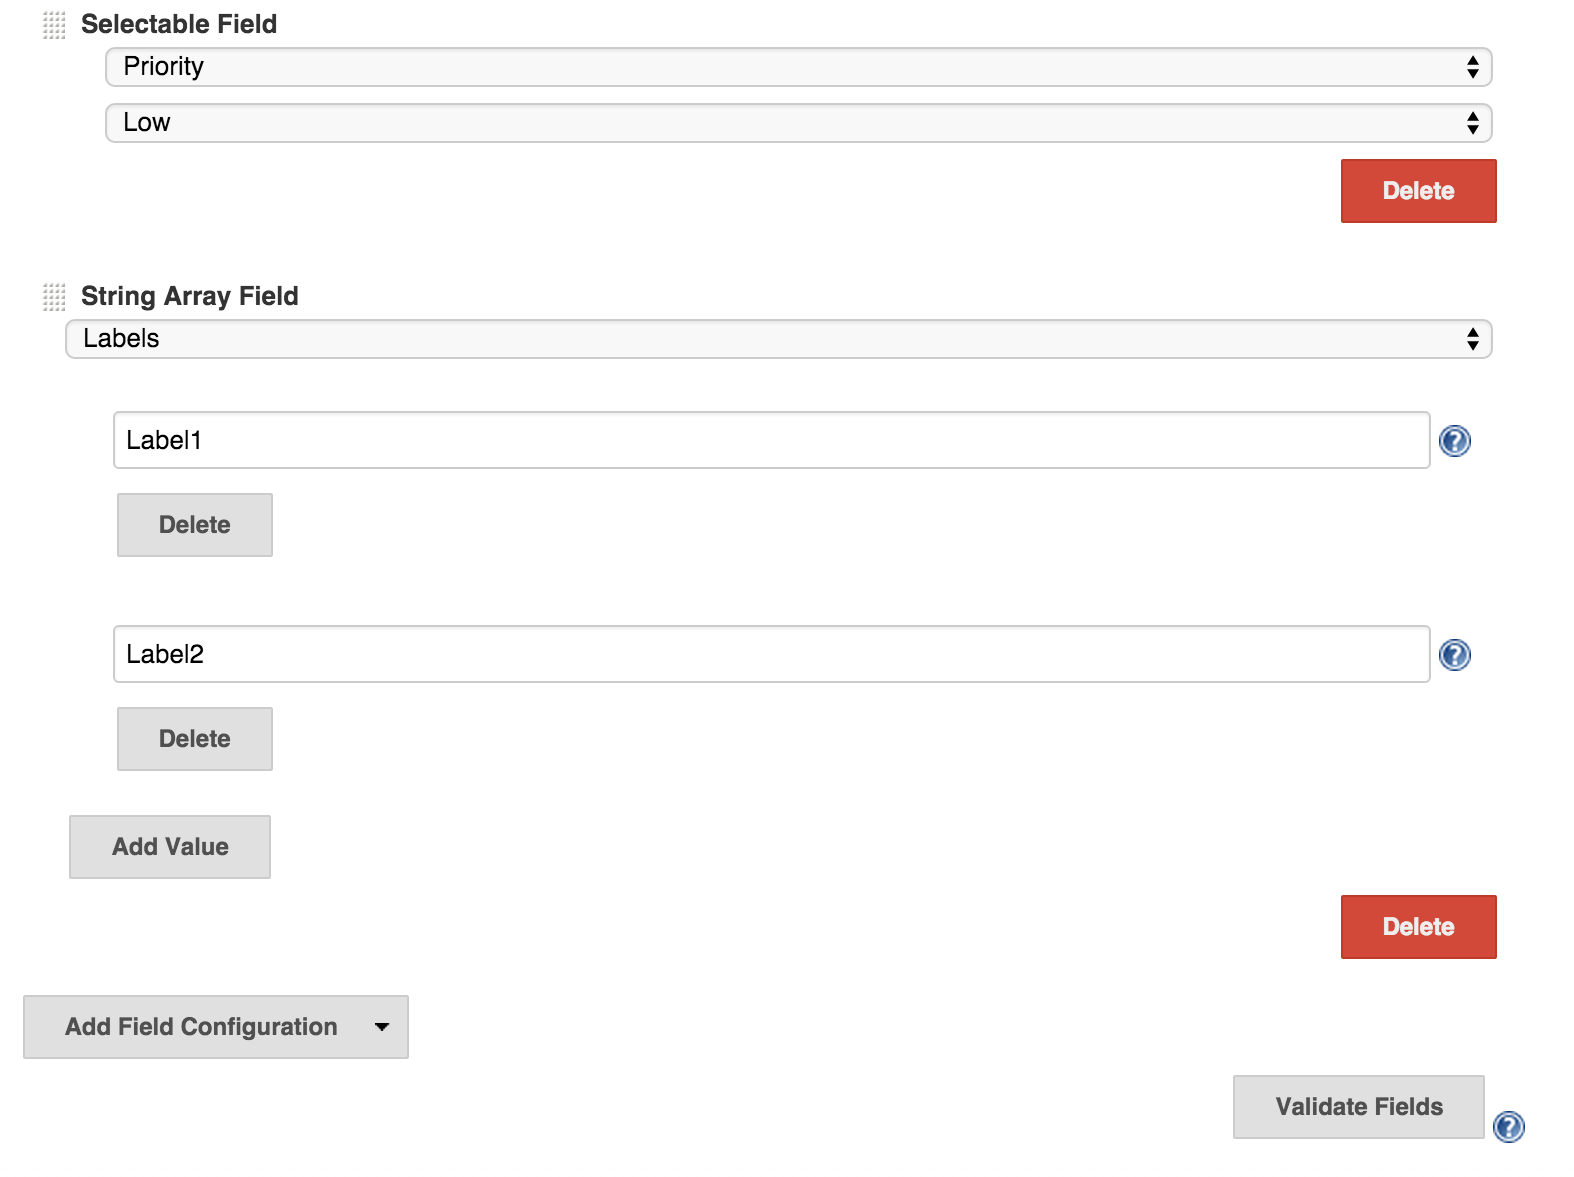 Selectable Field
Priority
Low
Delete
String Array Field
Labels
Label1
Delete
Label2
Delete
Add Value
Delete
Add Field Configuration
Validate Fields